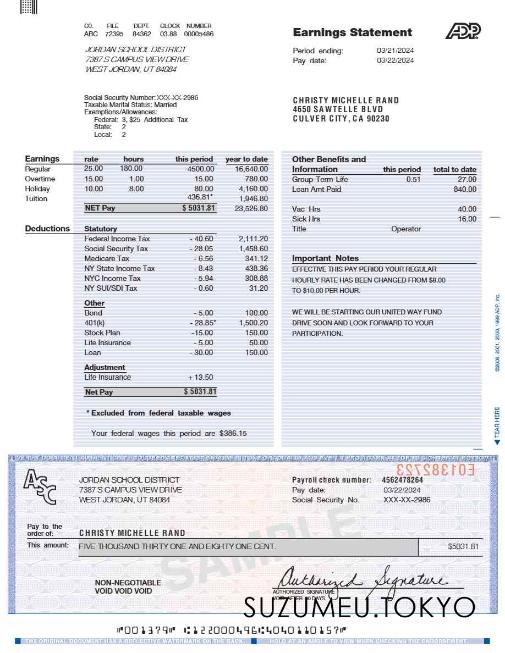 CO. FILE DEPT. CLOCK NUMBER
ABC 7239b 84362 03.88 00005486
Earnings Statement
ADP
JORDAN SCHOOL DISTRICT
7387 S CAMPUS VIEW DRIVE
WEST JORDAN, UT 84084
Period ending: 03/21/2024
Pay date: 03/22/2024
Social Security Number: XXX-XX-2986
Taxable Marital Status: Married
Exemptions/Allowances:
Federal: 3, $25 Additional Tax
State: 2
Local: 2
CHRISTY MICHELLE RAND
4650 SAWTELLE BLVD
CULVER CITY, CA 90230
Earnings rate hours this period year to date
Regular 25.00 180.00 4500.00 16,640.00
Overtime 15.00 1.00 15.00 780.00
Holiday 10.00 8.00 80.00 4,160.00
Tuition 436.81* 1,946.80
NET Pay $ 5031.81 23,526.80
Deductions Statutory
Federal Income Tax - 40.60 2,111.20
Social Security Tax - 28.05 1,458.60
Medicare Tax - 6.56 341.12
NY State Income Tax - 8.43 438.36
NYC Income Tax - 5.94 308.88
NY SUI/SDI Tax - 0.60 31.20
Other
Bond - 5.00 100.00
401(k) - 28.85* 1,500.20
Stock Plan -15.00 150.00
Life Insurance - 5.00 50.00
Loan - 30.00 150.00
Adjustment
Life Insurance + 13.50
Net Pay $ 5031.81
* Excluded from federal taxable wages
Your federal wages this period are $386.15
Other Benefits and
Information this period total to date
Group Term Life 0.51 27.00
Loan Amt Paid 840.00
Vac Hrs 40.00
Sick Hrs 16.00
Title Operator
Important Notes
EFFECTIVE THIS PAY PERIOD YOUR REGULAR
HOURLY RATE HAS BEEN CHANGED FROM $8.00
TO $10.00 PER HOUR.
WE WILL BE STARTING OUR UNITED WAY FUND
DRIVE SOON AND LOOK FORWARD TO YOUR
PARTICIPATION.
TEAR HERE
E01382723
ASC
JORDAN SCHOOL DISTRICT
7387 S CAMPUS VIEW DRIVE
WEST JORDAN, UT 84084
Payroll check number: 4562478264
Pay date: 03/22/2024
Social Security No. XXX-XX-2986
Pay to the
order of: CHRISTY MICHELLE RAND
This amount: FIVE THOUSAND THIRTY ONE AND EIGHTY ONE CENT. $5031.81
SAMPLE
NON-NEGOTIABLE
VOID VOID VOID
Authorized Signature
AUTHORIZED SIGNATURE
SUZUMEU.TOKYO
⑈001379⑈ ⑆122000496⑆4040110157⑈